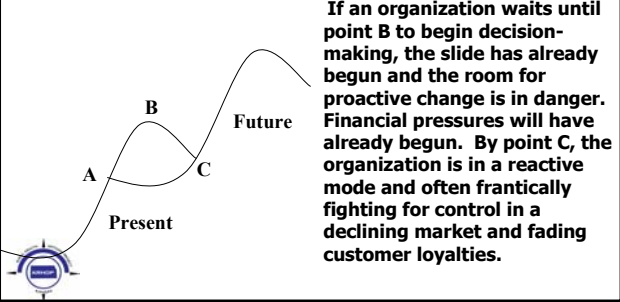 If an organization waits until
point B to begin decision-
making, the slide has already
begun and the room for
proactive change is in danger.
Financial pressures will have
already begun.  By point C, the
organization is in a reactive
mode and often frantically
fighting for control in a
declining market and fading
customer loyalties.
B
Future
A
C
Present